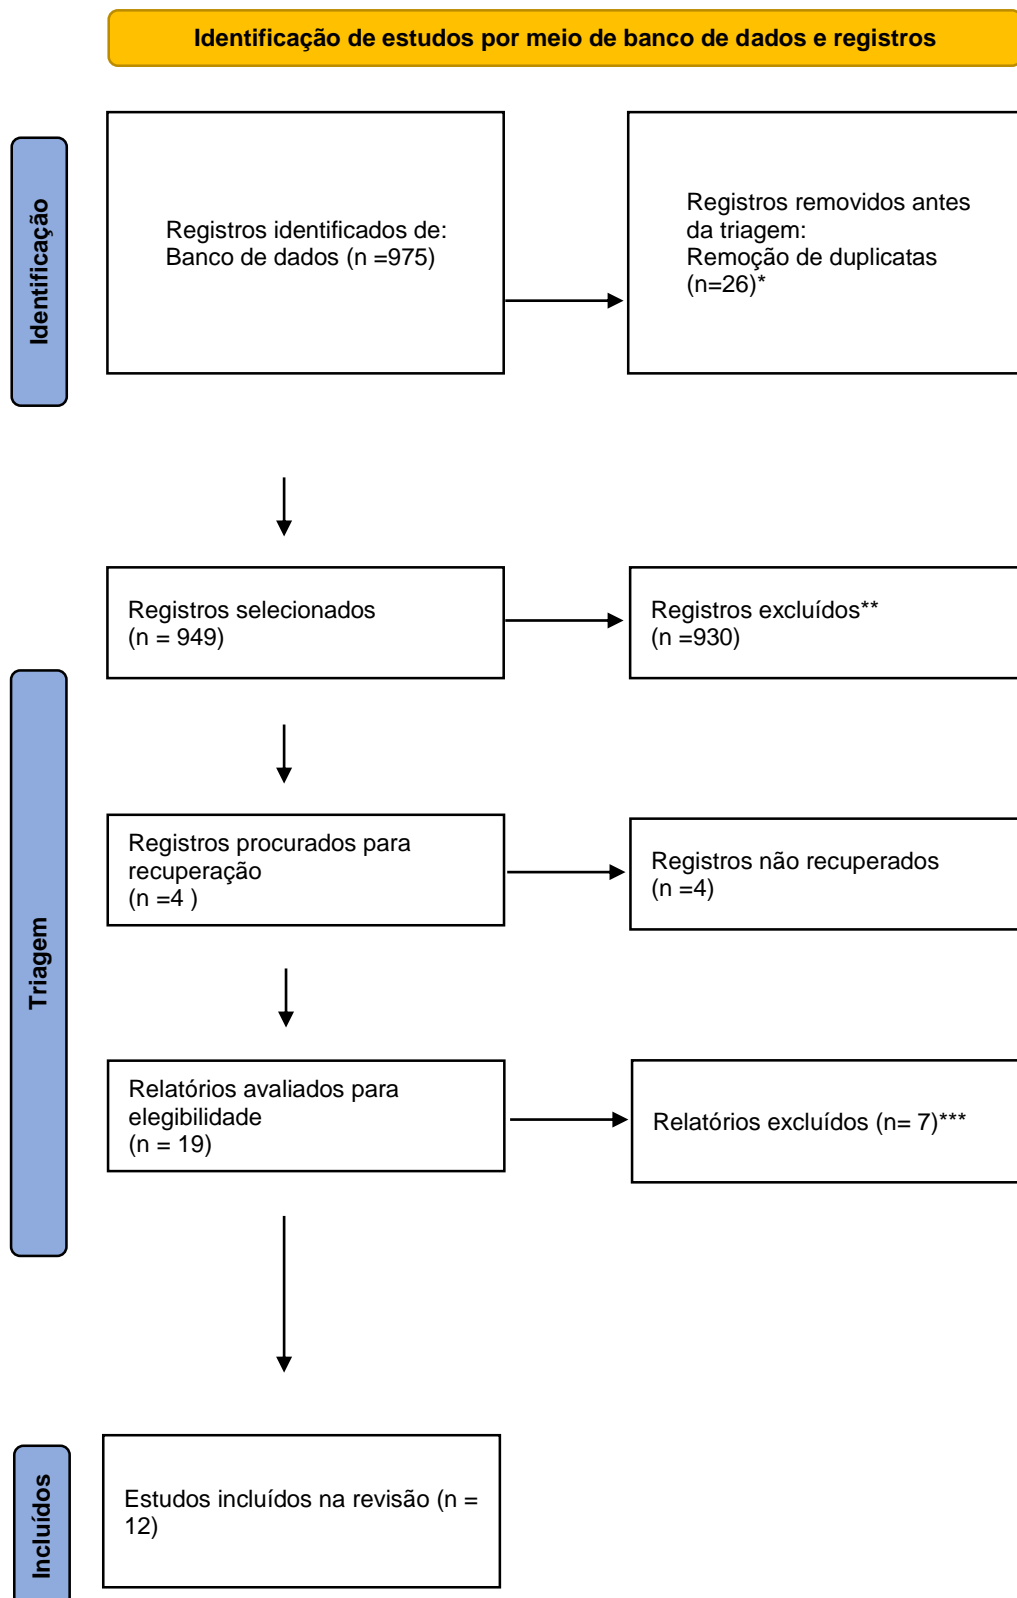 Identificação de estudos por meio de banco de dados e registros
Identificação
Registros identificados de:
Banco de dados (n =975)
Registros removidos antes
da triagem:
Remoção de duplicatas
(n=26)*
Triagem
Registros selecionados
(n = 949)
Registros excluídos**
(n =930)
Registros procurados para
recuperação
(n =4 )
Registros não recuperados
(n =4)
Relatórios avaliados para
elegibilidade
(n = 19)
Relatórios excluídos (n= 7)***
Incluídos
Estudos incluídos na revisão (n =
12)